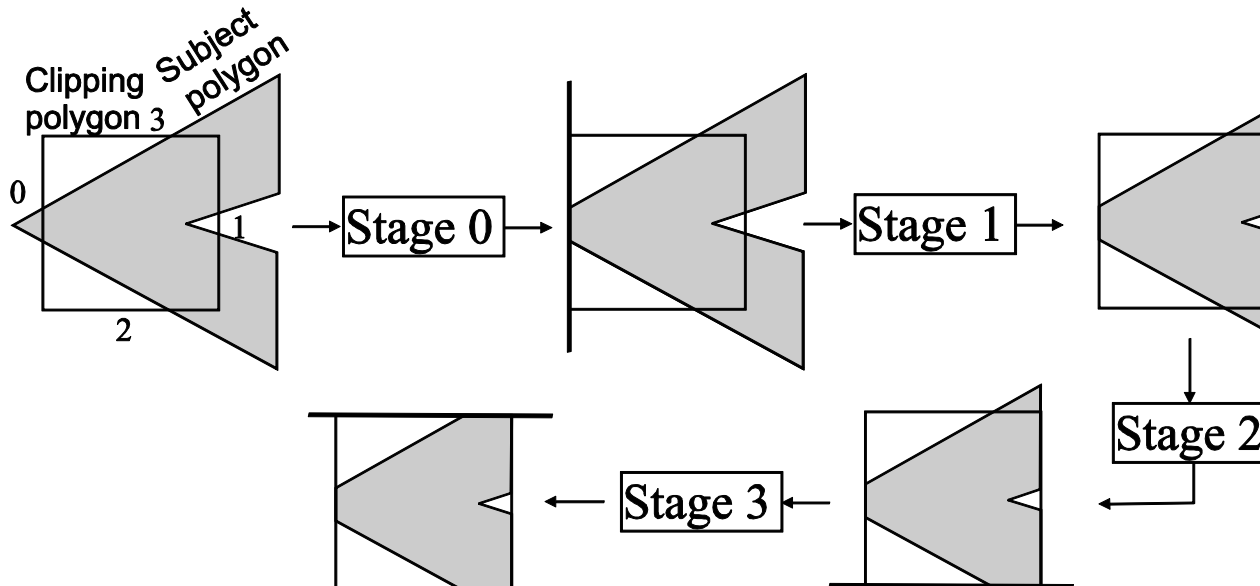 Clipping
polygon
Subject
polygon
3
0
1
2
Stage 0
Stage 1
Stage 2
Stage 3